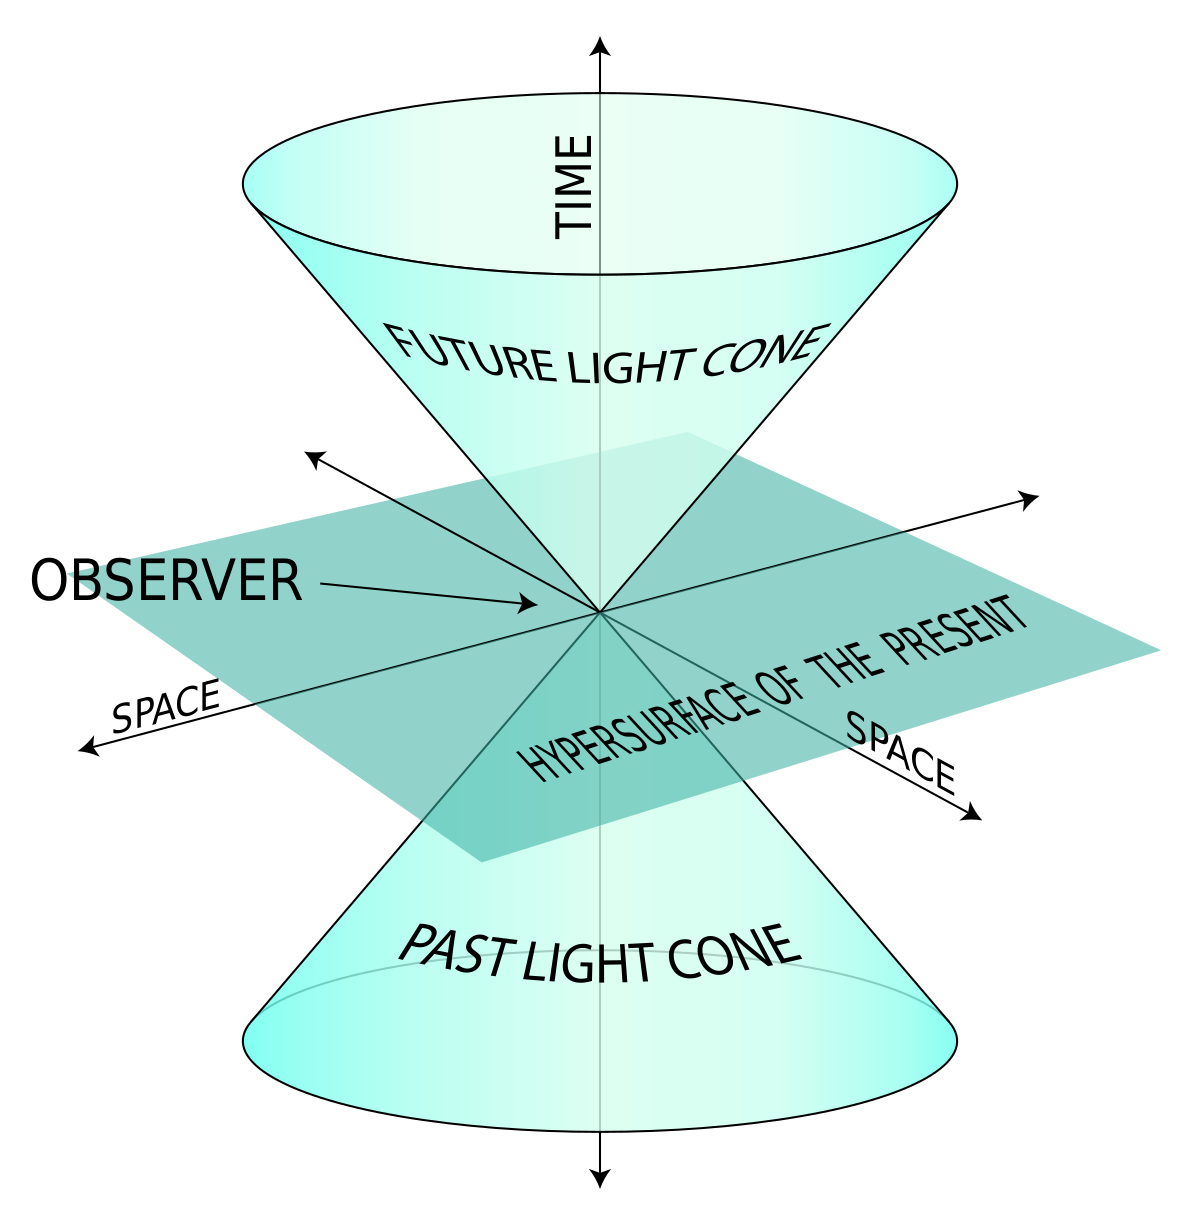 TIME
FUTURE LIGHT CONE
OBSERVER
HYPERSURFACE OF THE PRESENT
SPACE
SPACE
PAST LIGHT CONE